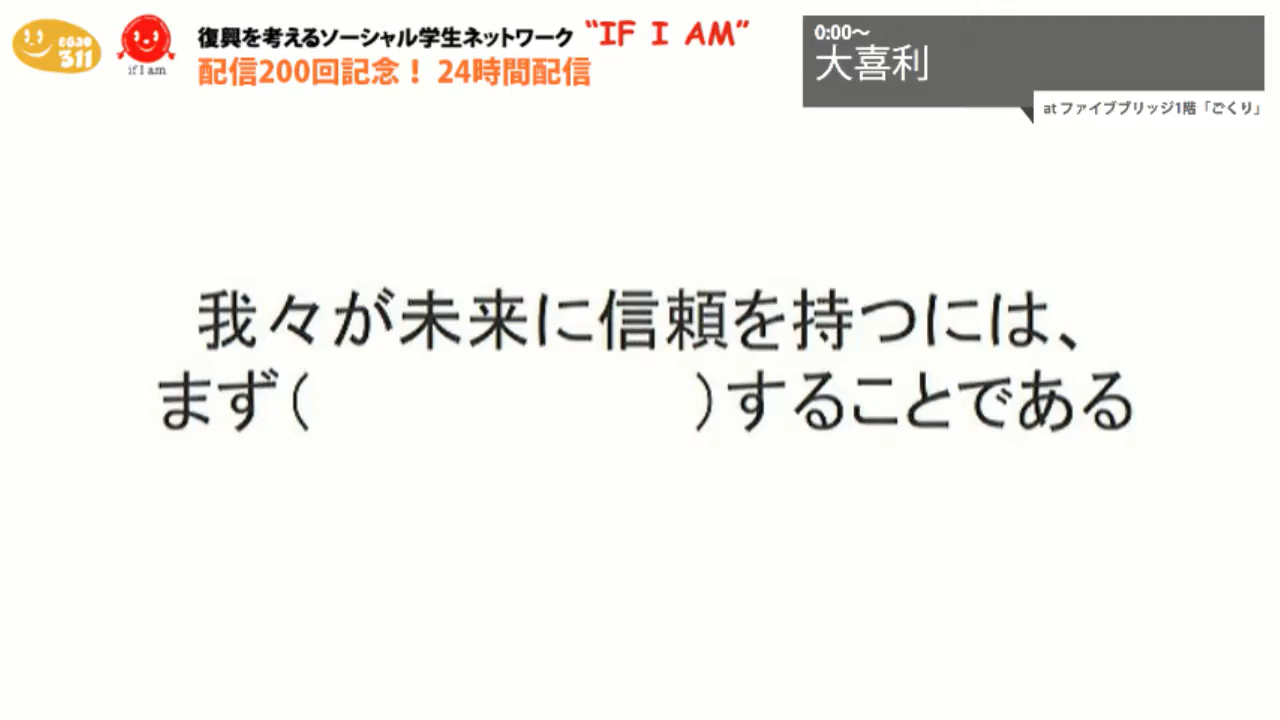 egao
311
if I am
復興を考えるソーシャル学生ネットワーク “IF I AM”
配信200回記念！ 24時間配信
0:00〜
大喜利
at ファイブブリッジ1階「ごくり」
我々が未来に信頼を持つには、
まず(　　　　　　)することである